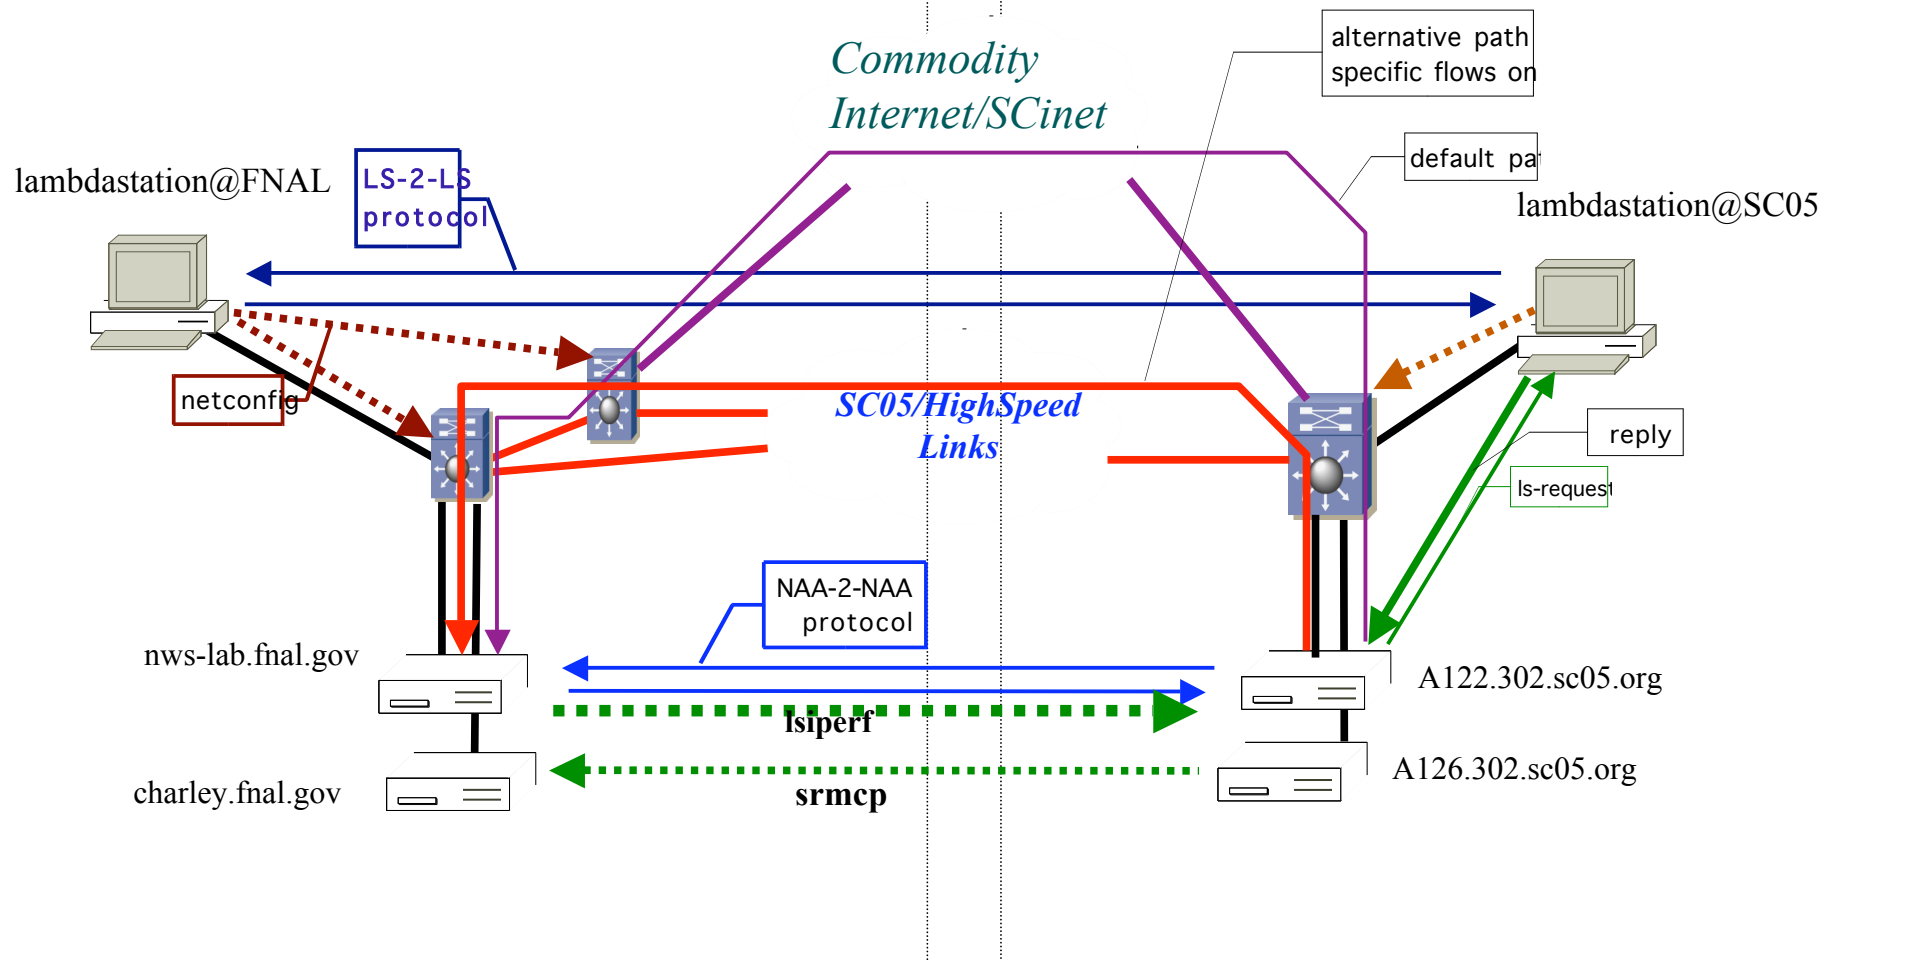 Commodity
Internet/SCinet
alternative path
specific flows on
default pa
lambdastation@FNAL
LS-2-LS
protocol
lambdastation@SC05
netconfig
SC05/HighSpeed
Links
reply
ls-request
NAA-2-NAA
protocol
nws-lab.fnal.gov
A122.302.sc05.org
lsiperf
charley.fnal.gov
srmcp
A126.302.sc05.org